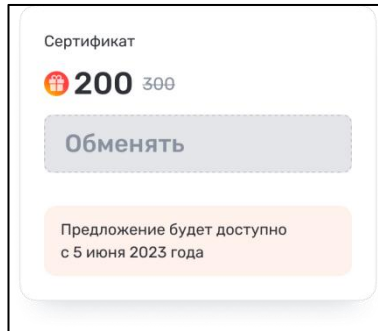 Сертификат
200 300
Обменять
Предложение будет доступно
с 5 июня 2023 года